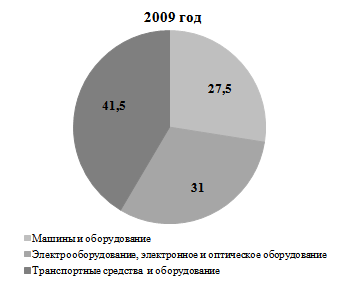 2009 год
27,5
41,5
31
Машины и оборудование
Электрооборудование, электронное и оптическое оборудование
Транспортные средства и оборудование